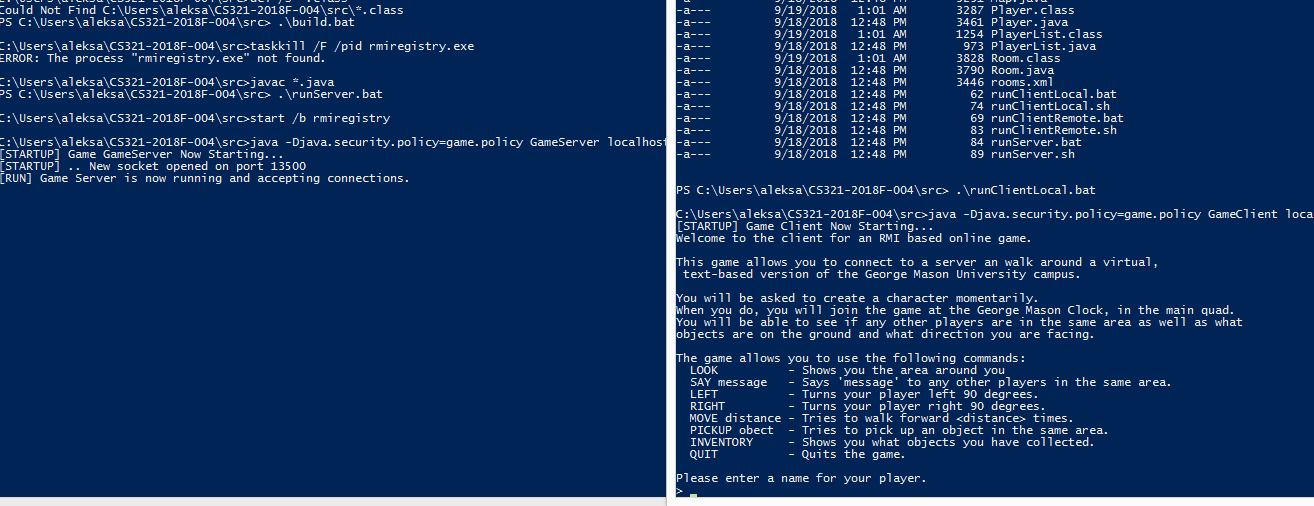 Could Not Find C:\Users\aleksa\CS321-2018F-004\src\*.class
PS C:\Users\aleksa\CS321-2018F-004\src> .\build.bat
C:\Users\aleksa\CS321-2018F-004\src>taskkill /F /pid rmiregistry.exe
ERROR: The process "rmiregistry.exe" not found.
C:\Users\aleksa\CS321-2018F-004\src>javac *.java
PS C:\Users\aleksa\CS321-2018F-004\src> .\runServer.bat
C:\Users\aleksa\CS321-2018F-004\src>start /b rmiregistry
C:\Users\aleksa\CS321-2018F-004\src>java -Djava.security.policy=game.policy GameServer localhost
[STARTUP] Game GameServer Now Starting...
[STARTUP] .. New socket opened on port 13500
[RUN] Game Server is now running and accepting connections.
-a--- 9/19/2018 1:01 AM 3287 Player.class
-a--- 9/18/2018 12:48 PM 3461 Player.java
-a--- 9/19/2018 1:01 AM 1254 PlayerList.class
-a--- 9/18/2018 12:48 PM 973 PlayerList.java
-a--- 9/19/2018 1:01 AM 3828 Room.class
-a--- 9/18/2018 12:48 PM 3790 Room.java
-a--- 9/18/2018 12:48 PM 3446 rooms.xml
-a--- 9/18/2018 12:48 PM 62 runClientLocal.bat
-a--- 9/18/2018 12:48 PM 74 runClientLocal.sh
-a--- 9/18/2018 12:48 PM 69 runClientRemote.bat
-a--- 9/18/2018 12:48 PM 83 runClientRemote.sh
-a--- 9/18/2018 12:48 PM 84 runServer.bat
-a--- 9/18/2018 12:48 PM 89 runServer.sh
PS C:\Users\aleksa\CS321-2018F-004\src> .\runClientLocal.bat
C:\Users\aleksa\CS321-2018F-004\src>java -Djava.security.policy=game.policy GameClient loca
[STARTUP] Game Client Now Starting...
Welcome to the client for an RMI based online game.
This game allows you to connect to a server an walk around a virtual,
text-based version of the George Mason University campus.
You will be asked to create a character momentarily.
When you do, you will join the game at the George Mason Clock, in the main quad.
You will be able to see if any other players are in the same area as well as what
objects are on the ground and what direction you are facing.
The game allows you to use the following commands:
LOOK - Shows you the area around you
SAY message - Says 'message' to any other players in the same area.
LEFT - Turns your player left 90 degrees.
RIGHT - Turns your player right 90 degrees.
MOVE distance - Tries to walk forward <distance> times.
PICKUP obect - Tries to pick up an object in the same area.
INVENTORY - Shows you what objects you have collected.
QUIT - Quits the game.
Please enter a name for your player.
>